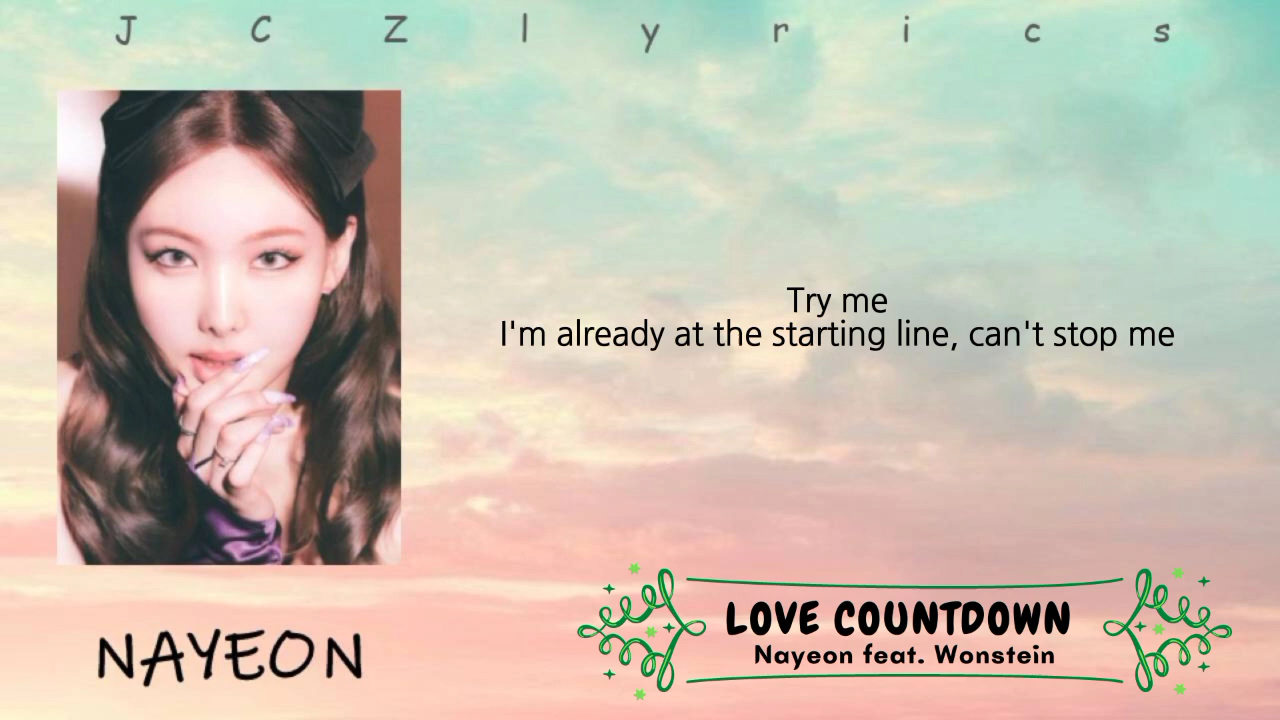 J C Z l y r i c s
Try me
I'm already at the starting line, can't stop me
NAYEON
LOVE COUNTDOWN
Nayeon feat. Wonstein